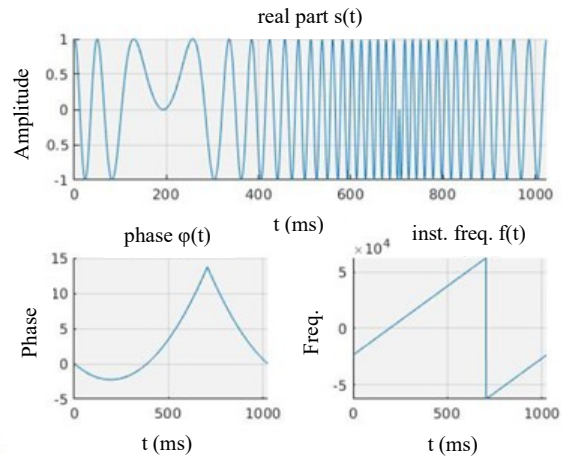 real part s(t)
Amplitude
1
0.5
0
0.5
-1
0
200
400
600
800
1000
t (ms)
phase φ(t)
Phase
15
10
5
0
-5
0
500
1000
t (ms)
inst. freq. f(t)
×10⁴
Freq.
5
0
-5
0
500
1000
t (ms)